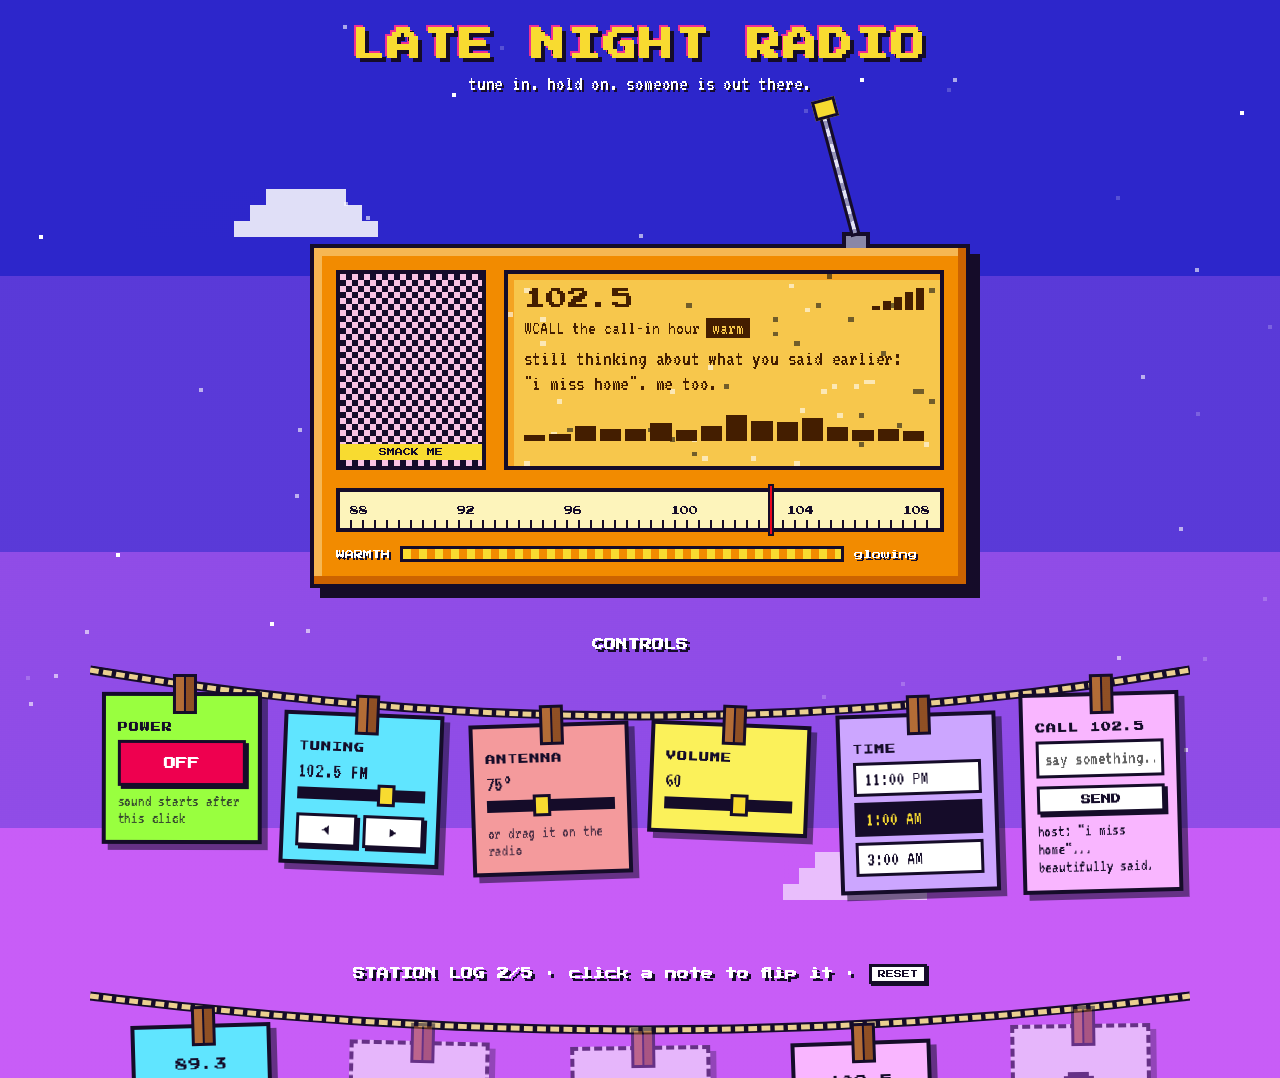 LATE NIGHT RADIO
tune in. hold on. someone is out there.
102.5
WCALL the call-in hour warm
still thinking about what you said earlier:
"i miss home". me too.
SMACK ME
88 92 96 100 104 108
WARMTH glowing
CONTROLS
POWER
OFF
sound starts after
this click
TUNING
102.5 FM
ANTENNA
75°
or drag it on the
radio
VOLUME
60
TIME
11:00 PM
1:00 AM
3:00 AM
CALL 102.5
say something..
SEND
host: "i miss
home"...
beautifully said.
STATION LOG 2/5 · click a note to flip it · RESET
89.3